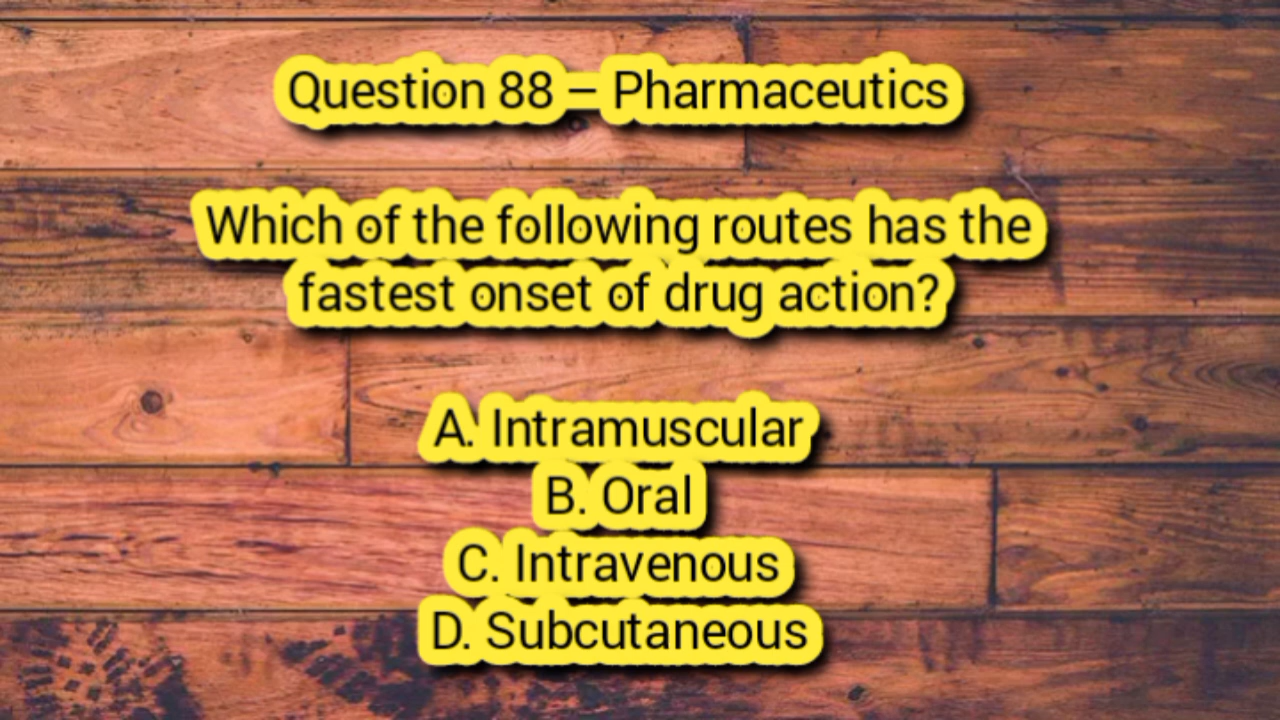 Question 88 – Pharmaceutics
Which of the following routes has the
fastest onset of drug action?
A. Intramuscular
B. Oral
C. Intravenous
D. Subcutaneous